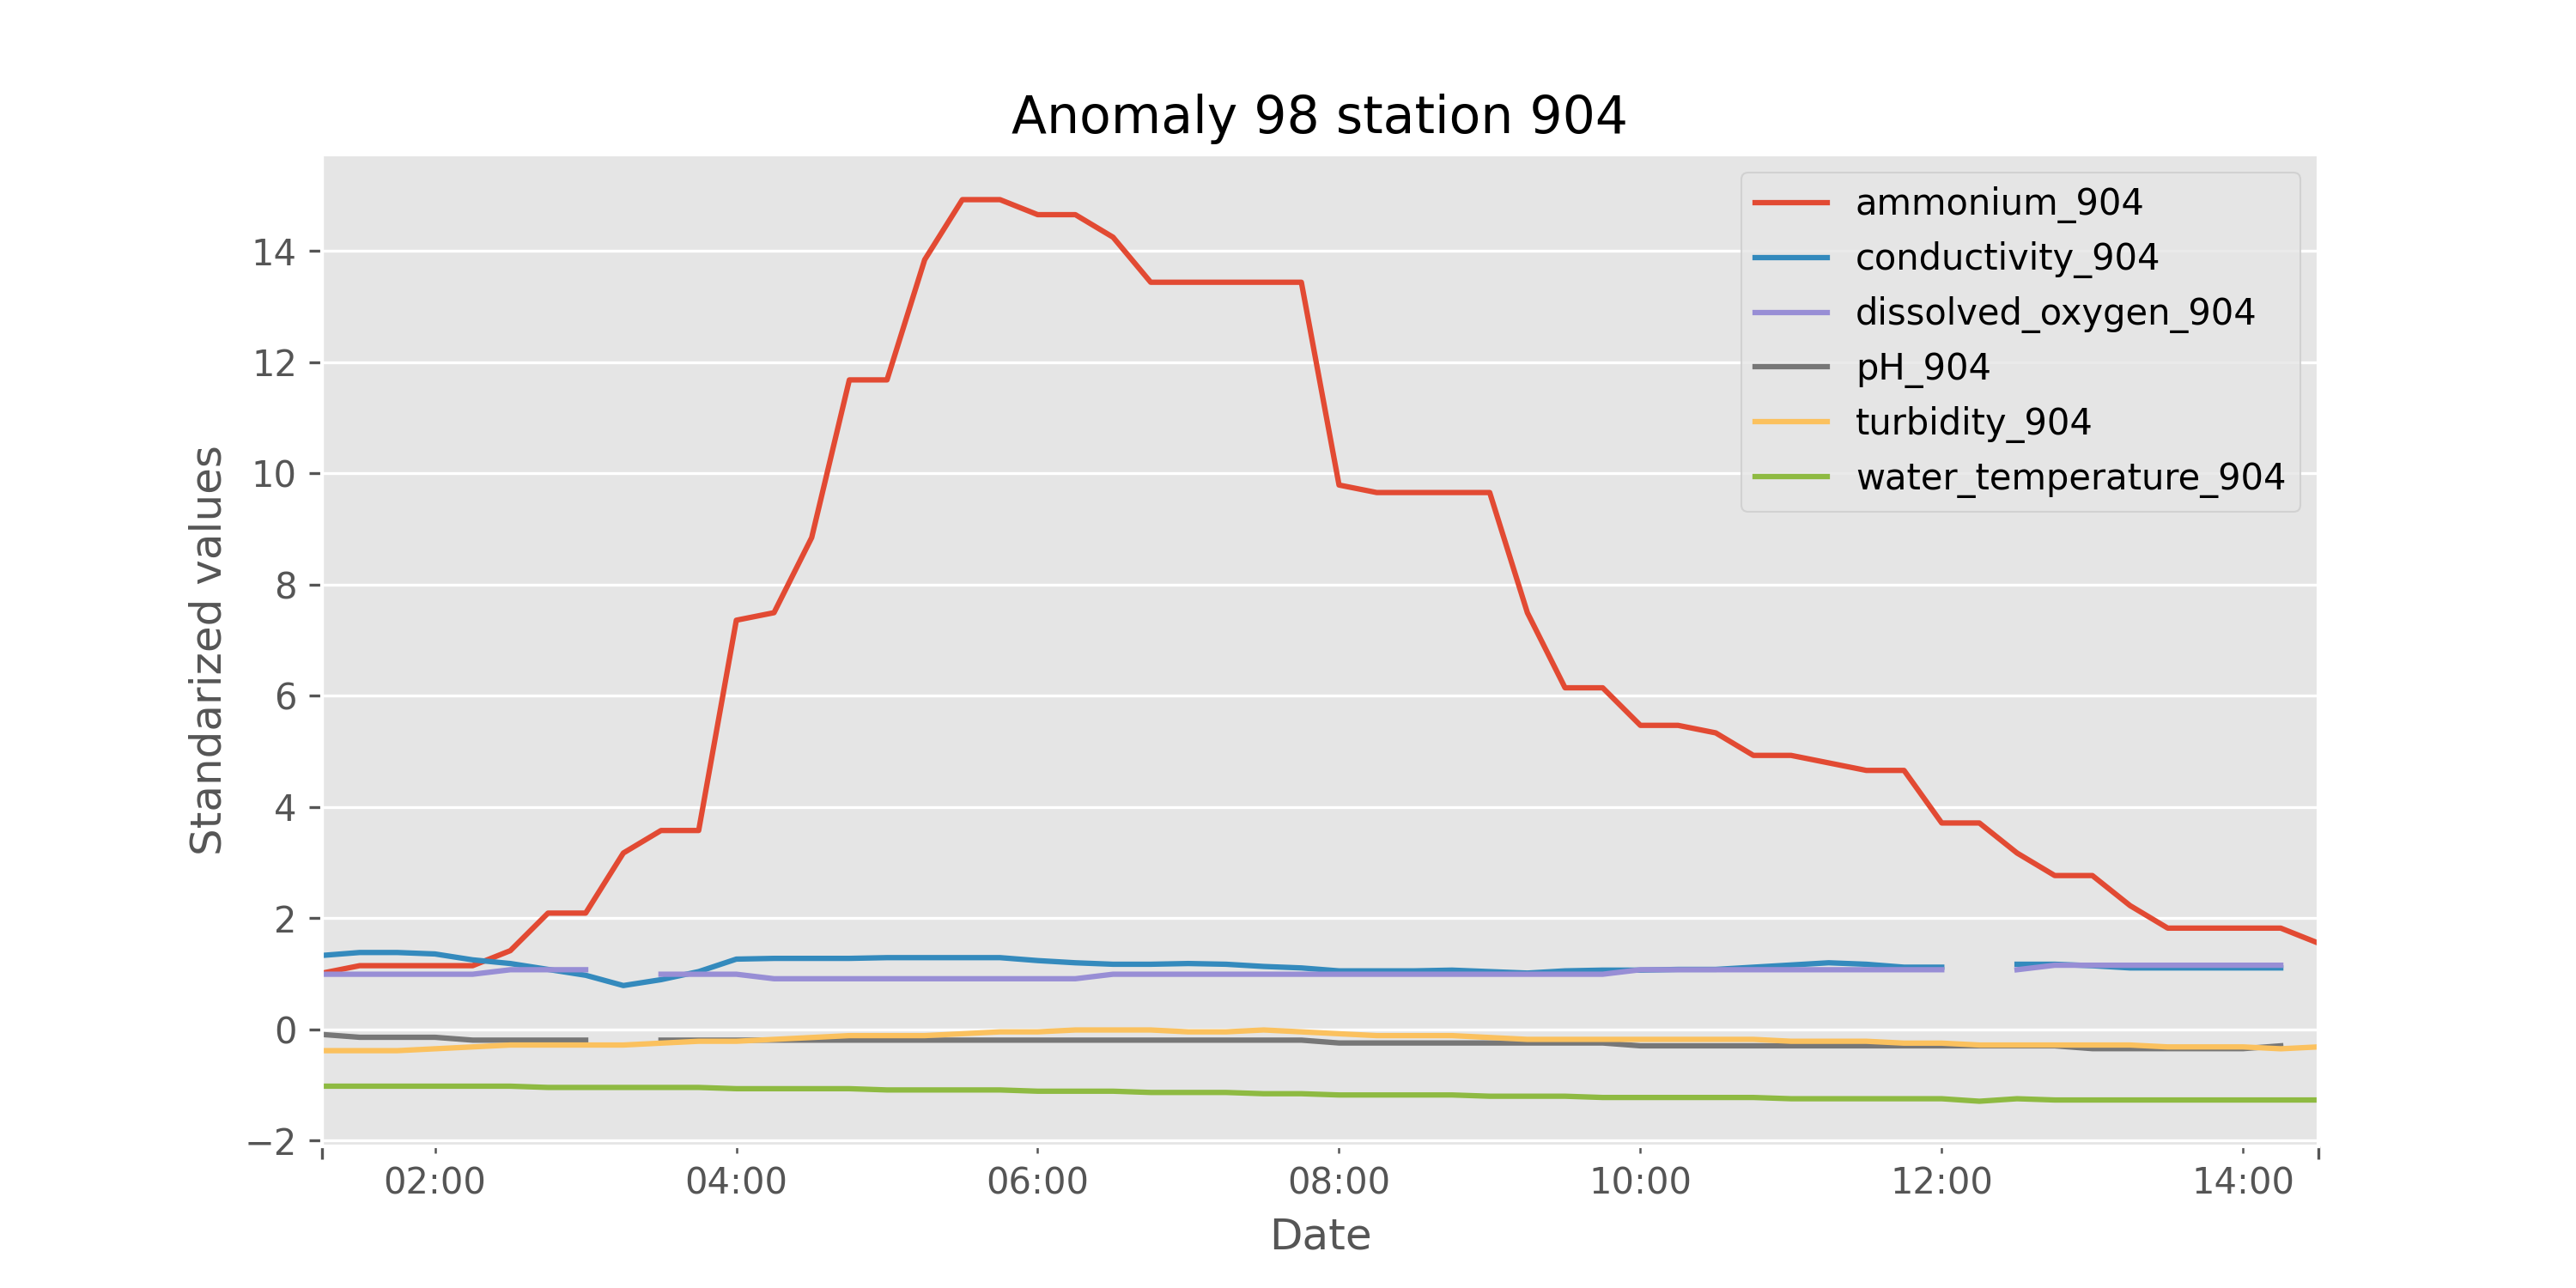 Anomaly 98 station 904
ammonium_904
conductivity_904
dissolved_oxygen_904
pH_904
turbidity_904
water_temperature_904
Standarized values
14
12
10
8
6
4
2
0
−2
02:00 04:00 06:00 08:00 10:00 12:00 14:00
Date